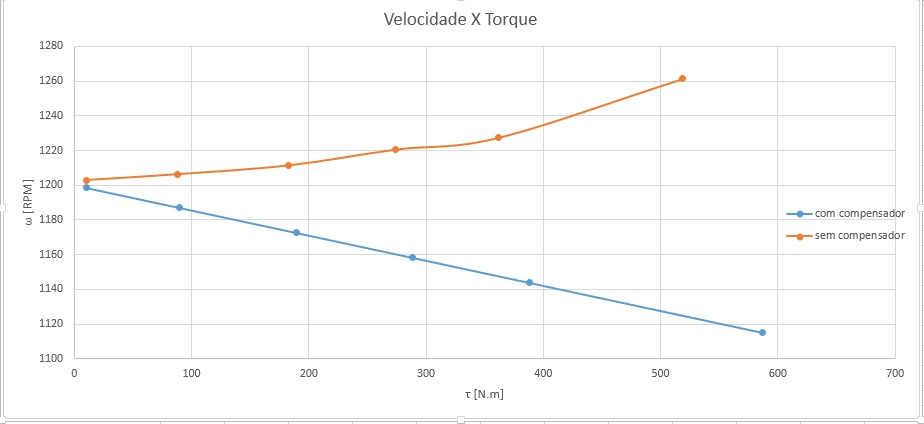 Velocidade X Torque
1280
1260
1240
1220
1200
1180
1160
1140
1120
1100
ω [RPM]
0 100 200 300 400 500 600 700
τ [N.m]
com compensador
sem compensador